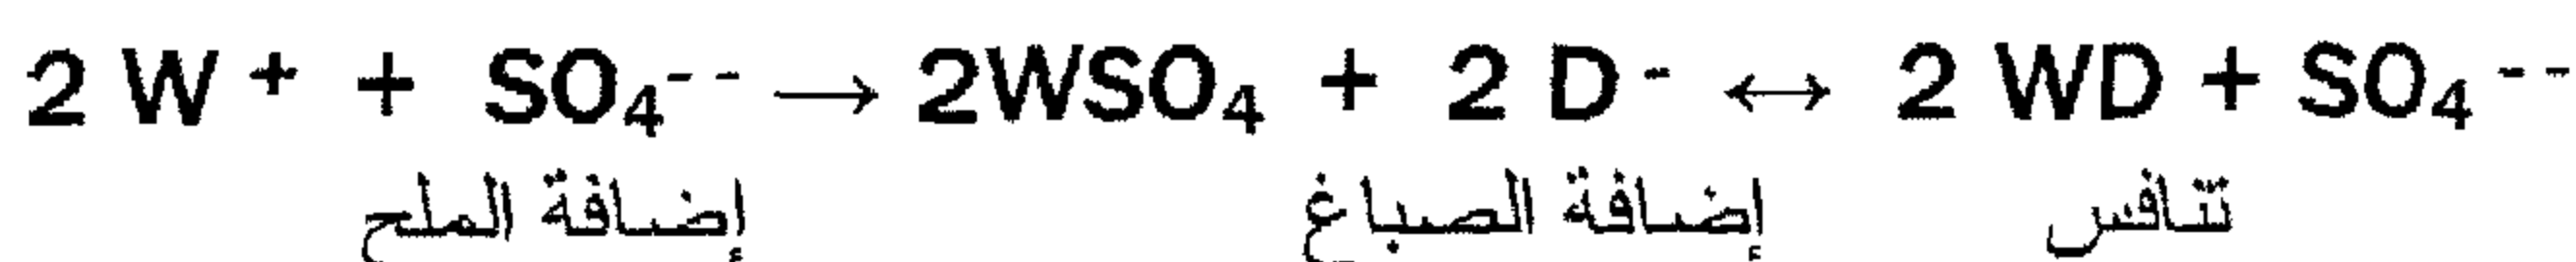 2 W + + SO4-- → 2WSO4 + 2 D - ↔ 2 WD + SO4 --
إضافة الملح إضافة الصباغ تنافس